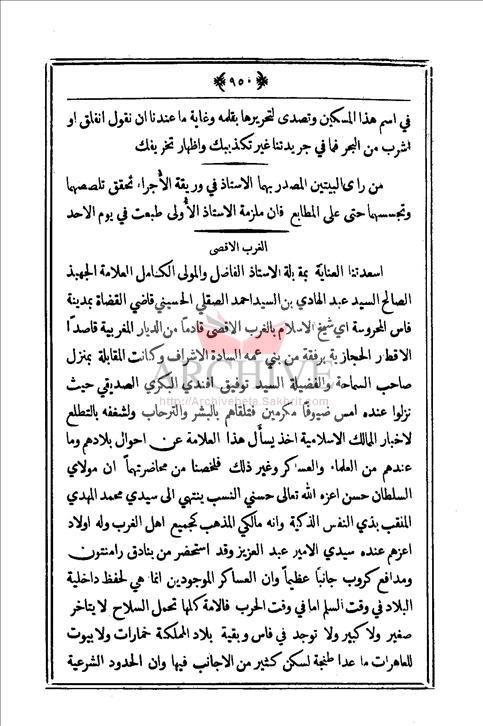 ٩٥٠
في اسم هذا المسكين وتصدى لتحريرها بقلمه وغاية ما عندنا ان نقول انفلق او
اشرب من البحر فما في جريدتنا غير تكذيبك واظهار تخريفك
من راى البيتين المصدر بهما الاستاذ في وريقة الأجراء تحقق تلصصها
وتجسسها حتى على المطابع فان ملزمة الاستاذ الأولى طبعت في يوم الاحد
الغرب الاقصى
اسعدتنا العناية بمقابلة الاستاذ الفاضل والمولى الكامل العلامة الجهبذ
الصالح السيد عبد الهادي بن السيد احمد الصقلي الحسيني قاضي القضاة بمدينة
فاس المحروسة اي شيخ الاسلام بالغرب الاقصى قادماً من الديار المغربية قاصدًا
الاقطار الحجازية برفقة من بني عمه السادة الاشراف وكانت المقابلة بمنزل
صاحب السماحة والفضيلة السيد توفيق افندي البكري الصديقي حيث
نزلوا عنده امس ضيوفًا مكرمين فتلقاهم بالبشر والترحاب ولشغفه بالتطلع
لاخبار الممالك الاسلامية اخذ يسأل هذا العلامة عن احوال بلادهم وما
عندهم من العلماء والعساكر وغير ذلك فلخصنا من محاضرتهما ان مولاي
السلطان حسن اعزه الله تعالى حسني النسب ينتهي الى سيدي محمد المهدي
الملقب بذي النفس الذكية وانه مالكي المذهب كجميع اهل الغرب وله اولاد
اعزهم عنده سيدي الامير عبد العزيز وقد استحضر من بنادق رامنتون
ومدافع كروب جانبًا عظيماً وان العساكر الموجودين انما هي لحفظ داخلية
البلاد في وقت السلم اما في وقت الحرب فالامة كلها تحمل السلاح لا يتاخر
صغير ولا كبير ولا توجد في فاس وبقية بلاد المملكة خمارات ولا بيوت
للعاهرات ما عدا طنجة لسكن كثير من الاجانب فيها وان الحدود الشرعية
ARCHIVE
http://Archivebeta.Sakhrit.com